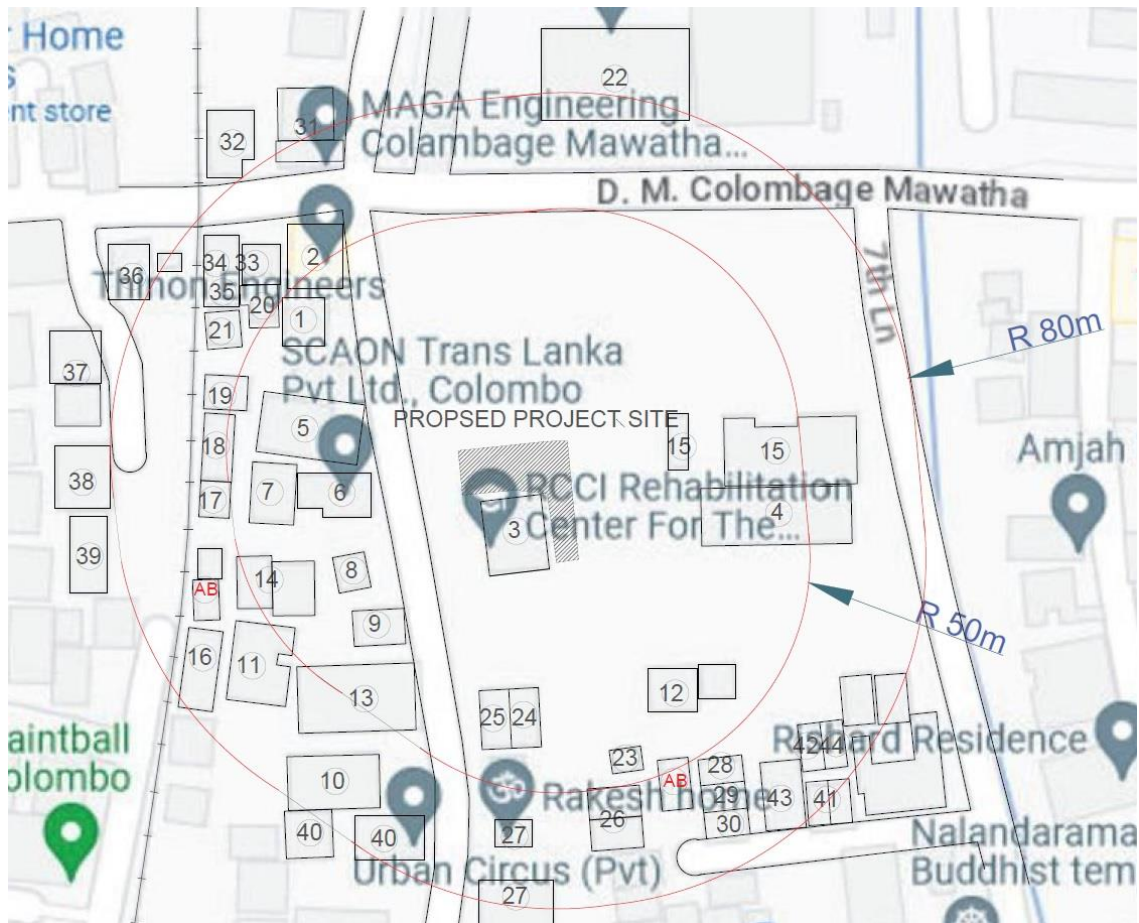 Home
s
nt store
22
MAGA Engineering
Colambage Mawatha...
31
32
D. M. Colombage Mawatha
2
34
33
36
Thinon Engineers
35
20
21
1
7th Ln
R 80m
SCAON Trans Lanka
Pvt Ltd., Colombo
37
19
PROPSED PROJECT SITE
5
18
15
15
Amjah
38
7
6
17
RCCI Rehabilitation
Center For The...
3
4
39
14
8
AB
R 50m
9
16
11
13
12
25
24
aintball
olombo
42
44
Rishard Residence
23
28
10
AB
29
43
41
Rakesh home
26
30
40
40
27
Nalandarama
Buddhist tem
Urban Circus (Pvt)
27